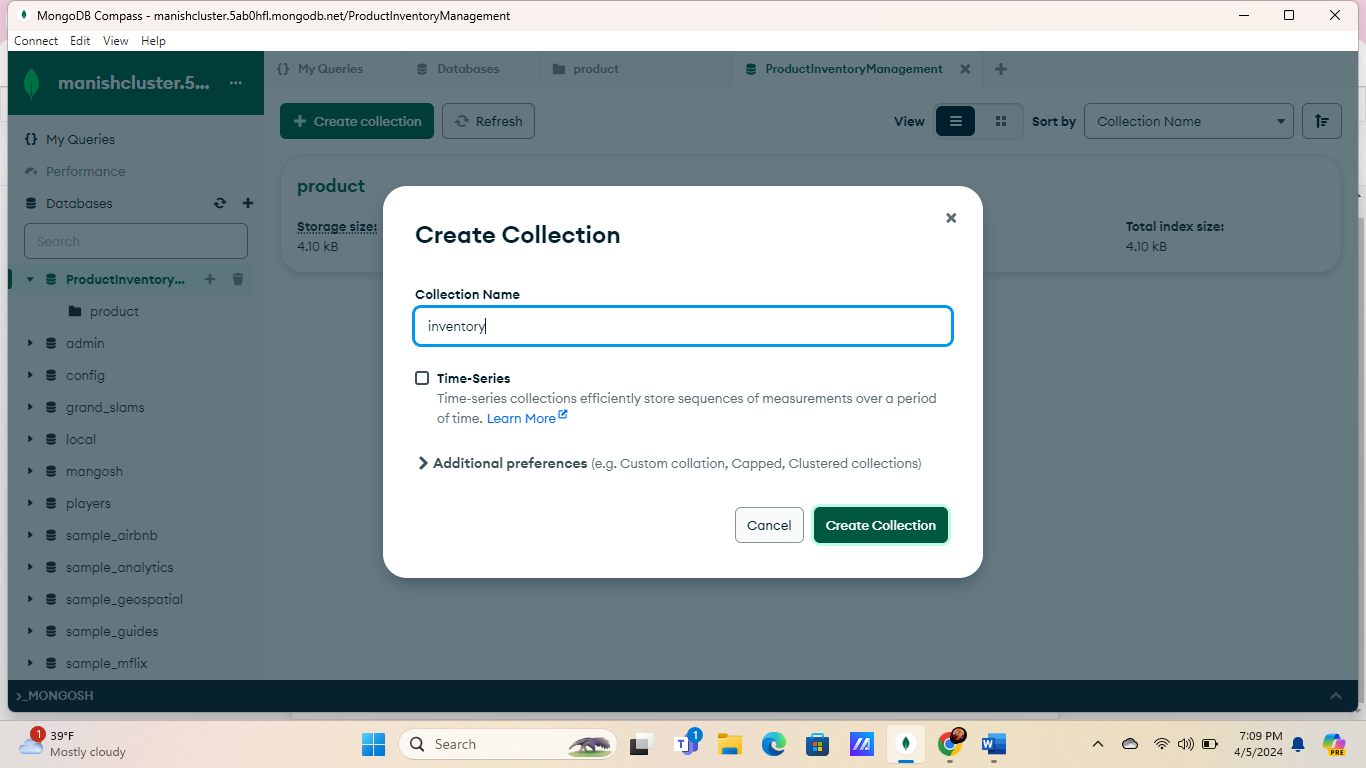 MongoDB Compass - manishcluster.5ab0hfl.mongodb.net/ProductInventoryManagement
Connect Edit View Help
manishcluster.5... ...
My Queries
Databases
product
ProductInventoryManagement
Create collection
Refresh
View
Sort by
Collection Name
My Queries
Performance
Databases
Search
ProductInventory...
product
admin
config
grand_slams
local
mangosh
players
sample_airbnb
sample_analytics
sample_geospatial
sample_guides
sample_mflix
product
Storage size:
4.10 kB
Total index size:
4.10 kB
Create Collection
Collection Name
inventory
Time-Series
Time-series collections efficiently store sequences of measurements over a period
of time. Learn More
Additional preferences (e.g. Custom collation, Capped, Clustered collections)
Cancel
Create Collection
>_MONGOSH
1
39°F
Mostly cloudy
Search
1
7:09 PM
4/5/2024
PRE